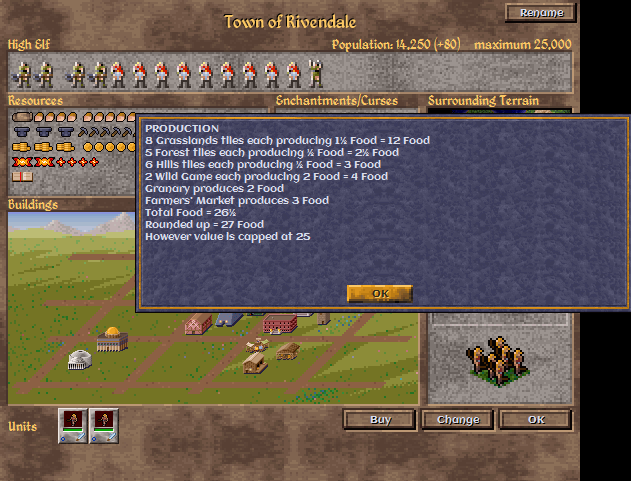 Town of Rivendale
Rename
High Elf
Population: 14,250 (+80) maximum 25,000
Resources
Enchantments/Curses
Surrounding Terrain
PRODUCTION
8 Grasslands tiles each producing 1½ Food = 12 Food
5 Forest tiles each producing ½ Food = 2½ Food
6 Hills tiles each producing ½ Food = 3 Food
2 Wild Game each producing 2 Food = 4 Food
Granary produces 2 Food
Farmers' Market produces 3 Food
Total Food = 26½
Rounded up = 27 Food
However value is capped at 25
OK
Buildings
Units
Buy
Change
OK